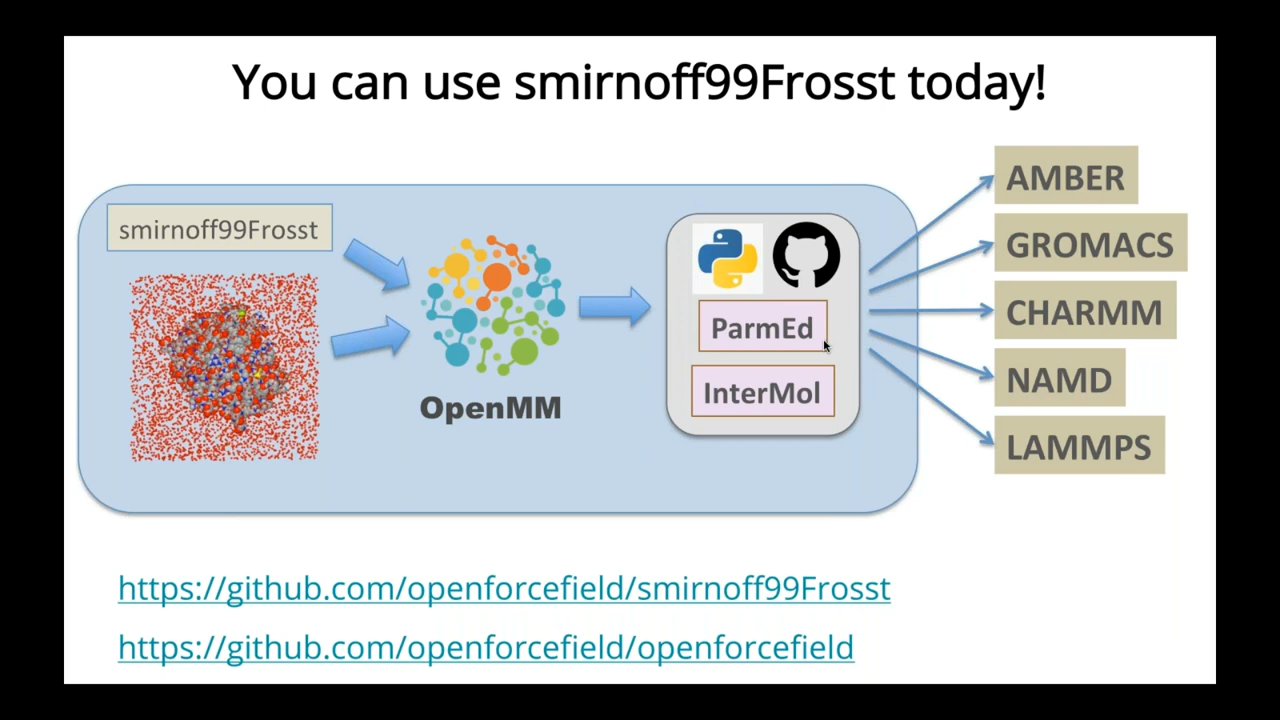 You can use smirnoff99Frosst today!
smirnoff99Frosst
OpenMM
ParmEd
InterMol
AMBER
GROMACS
CHARMM
NAMD
LAMMPS
https://github.com/openforcefield/smirnoff99Frosst
https://github.com/openforcefield/openforcefield